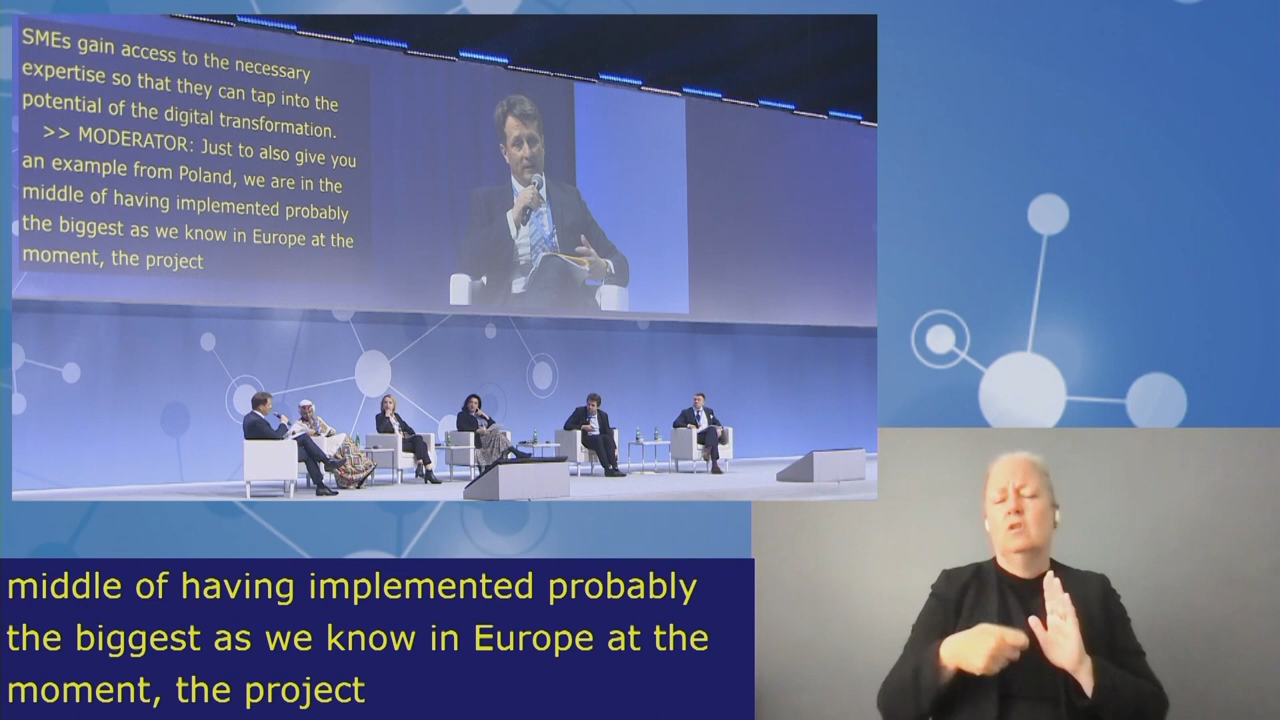 SMEs gain access to the necessary
expertise so that they can tap into the
potential of the digital transformation.
>> MODERATOR: Just to also give you
an example from Poland, we are in the
middle of having implemented probably
the biggest as we know in Europe at the
moment, the project
middle of having implemented probably
the biggest as we know in Europe at the
moment, the project